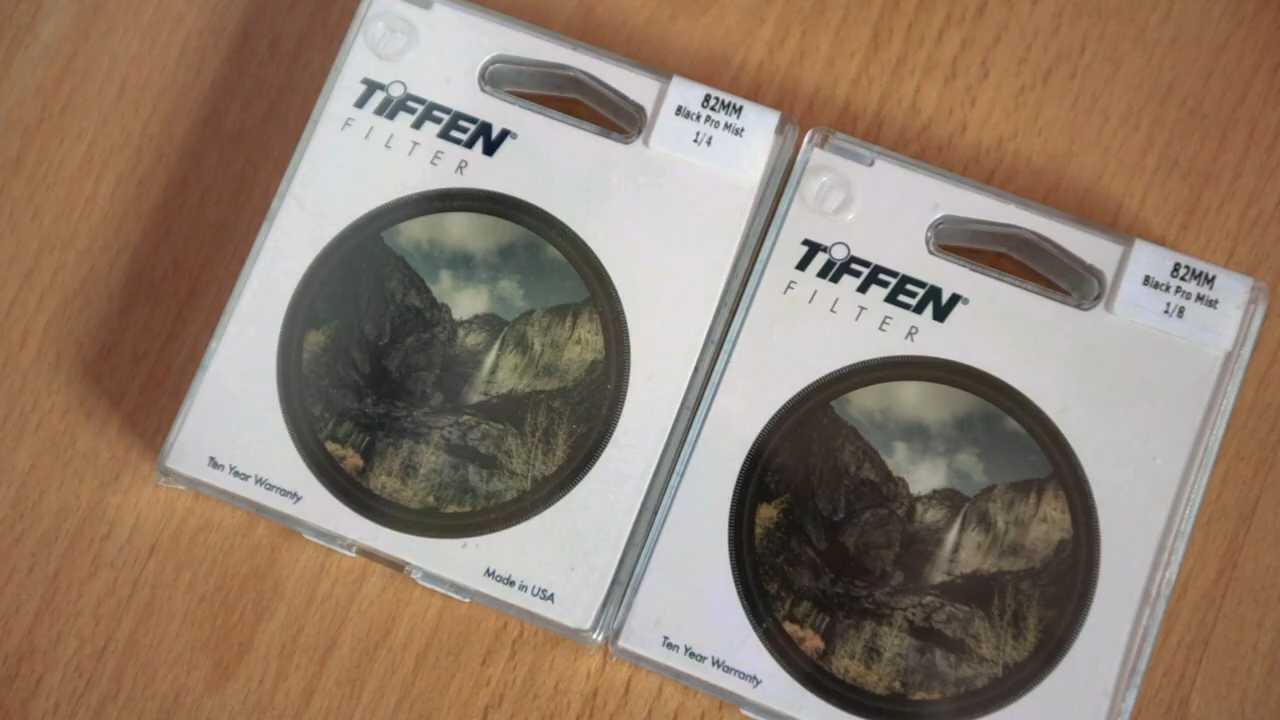 TIFFEN®
FILTER
82MM
Black Pro Mist
1/4
Ten Year Warranty
Made in USA
TIFFEN®
FILTER
82MM
Black Pro Mist
1/8
Ten Year Warranty